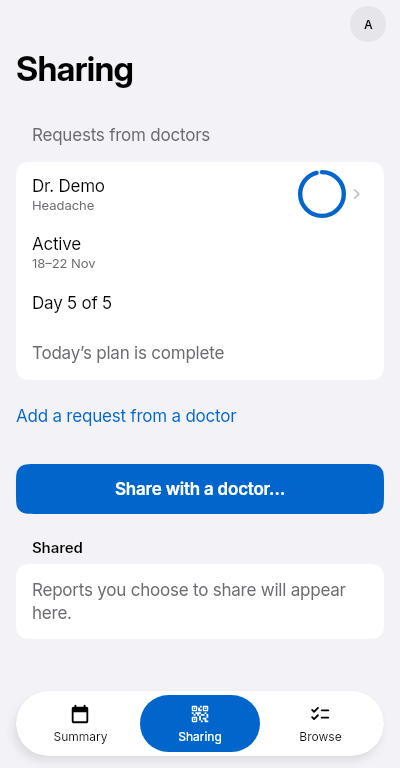 A
Sharing
Requests from doctors
Dr. Demo
Headache
Active
18–22 Nov
Day 5 of 5
Today’s plan is complete
Add a request from a doctor
Share with a doctor…
Shared
Reports you choose to share will appear
here.
Summary
Sharing
Browse